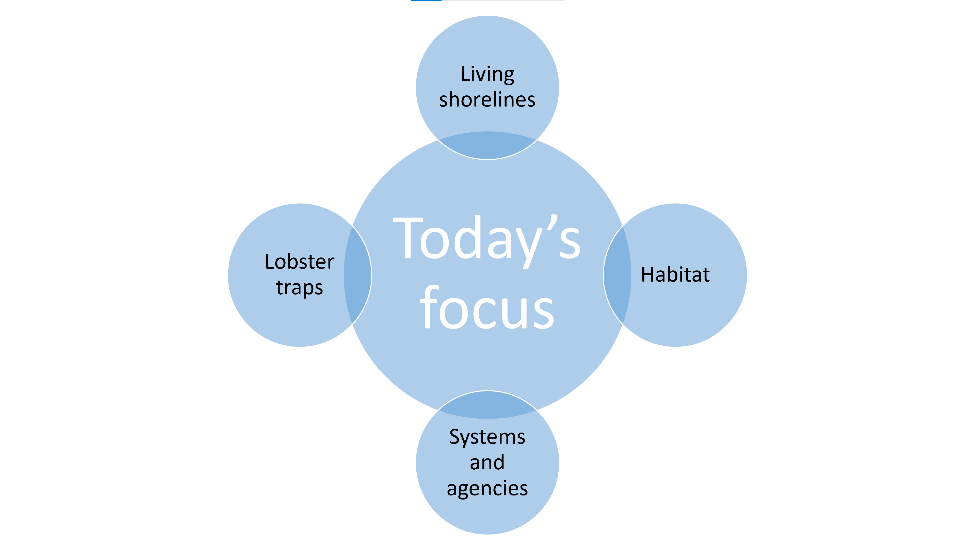 Living
shorelines
Lobster
traps
Today’s
focus
Habitat
Systems
and
agencies